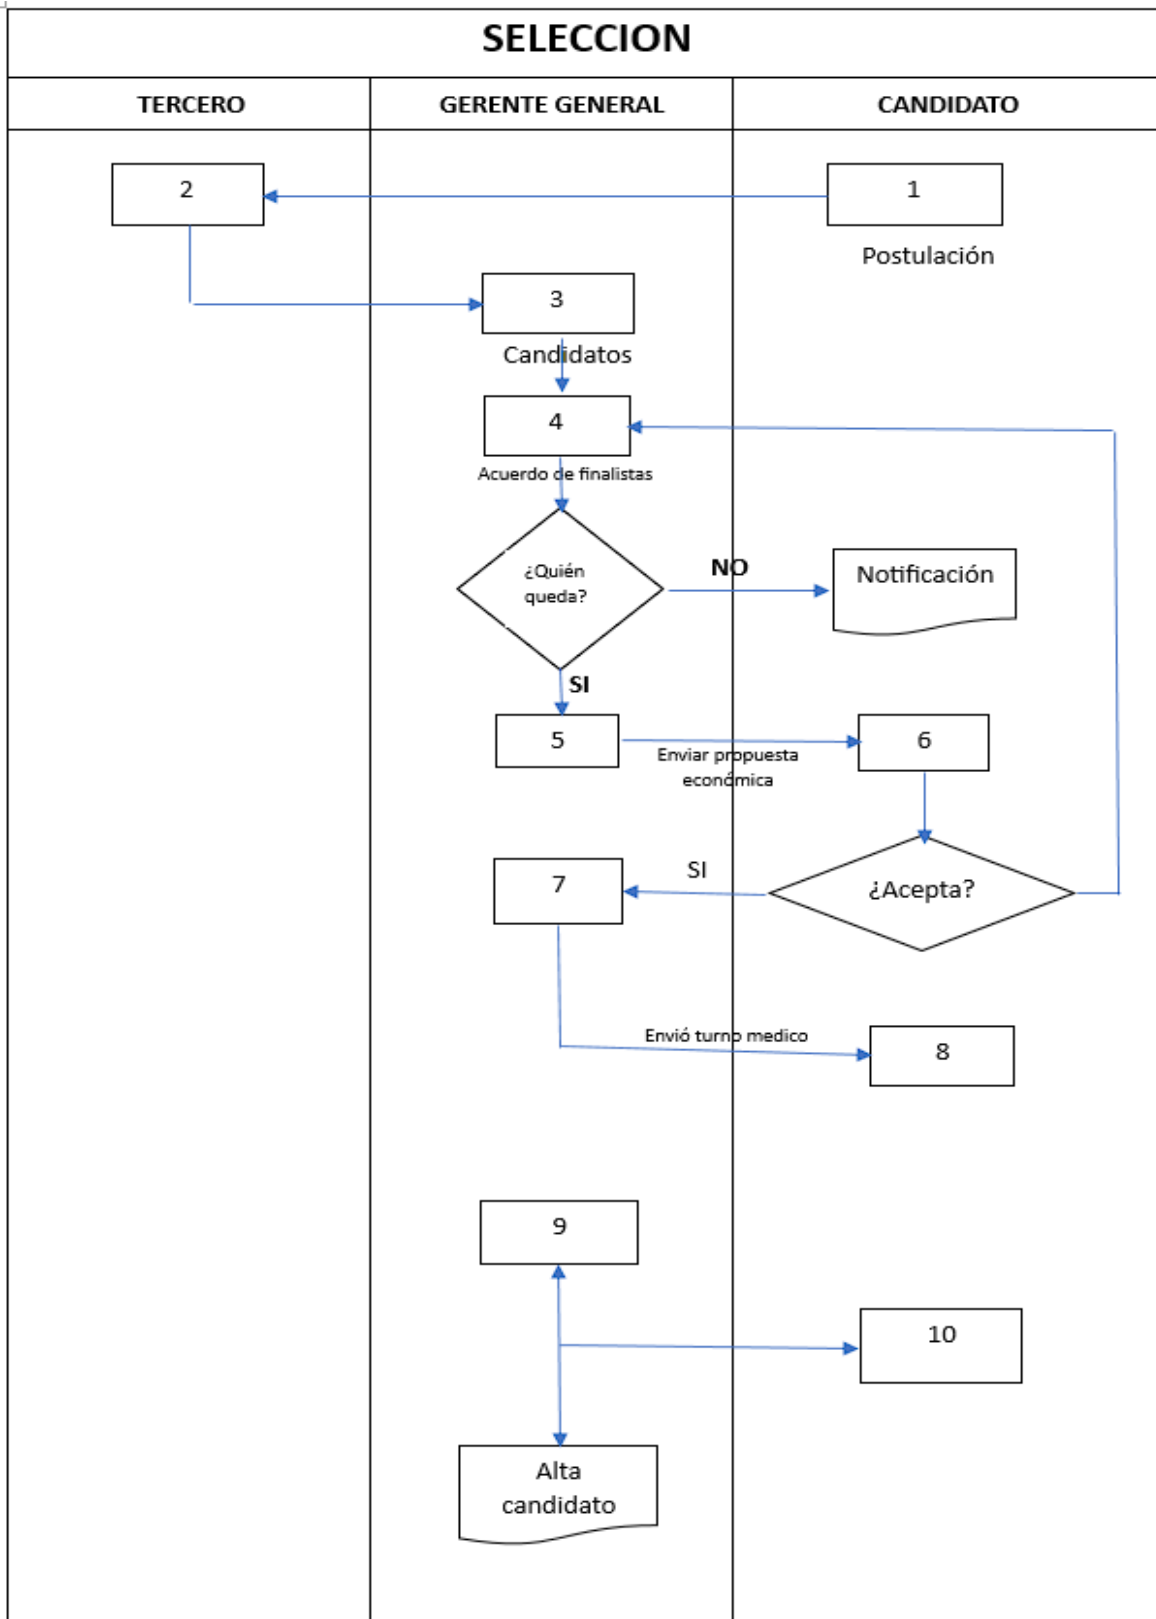 SELECCION
TERCERO
GERENTE GENERAL
CANDIDATO
2
1
Postulación
3
Candidatos
4
Acuerdo de finalistas
¿Quién
queda?
NO
Notificación
SI
5
6
Enviar propuesta
económica
7
SI
¿Acepta?
Envió turno medico
8
9
10
Alta
candidato